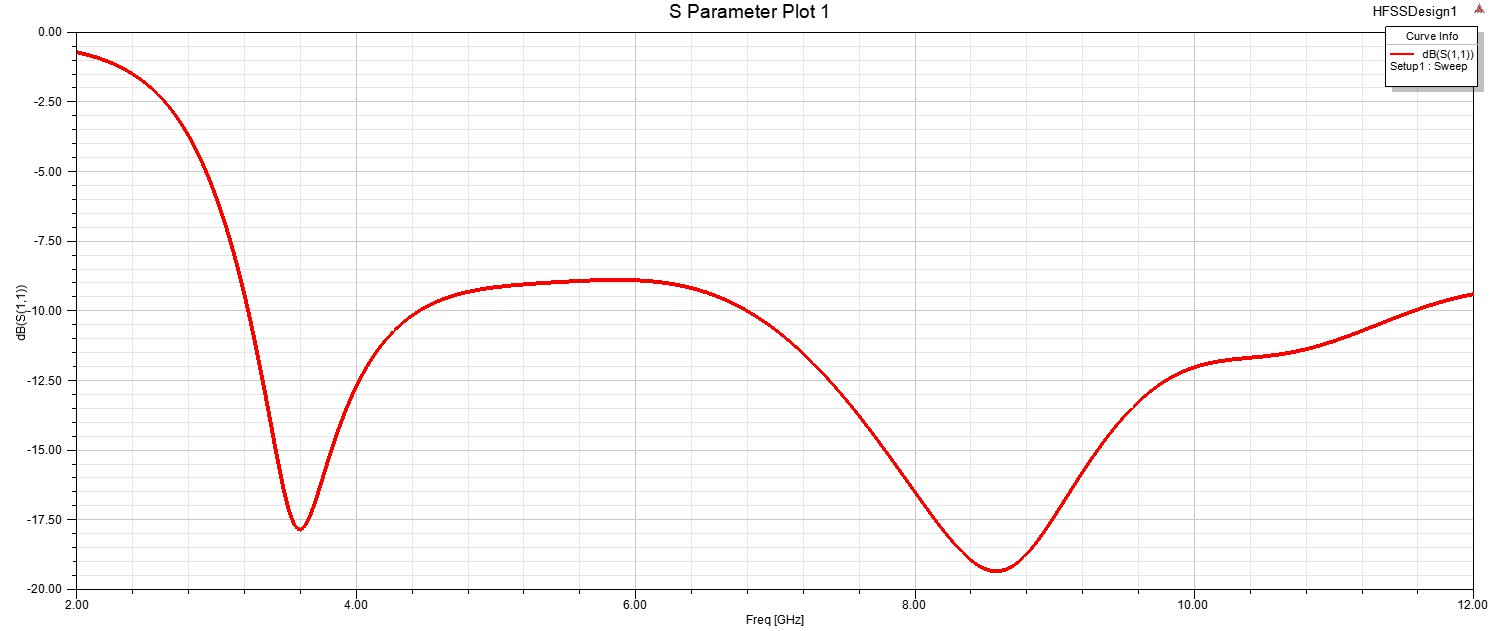 S Parameter Plot 1
HFSSDesign1
Curve Info
dB(S(1,1))
Setup1 : Sweep
0.00
-2.50
-5.00
-7.50
-10.00
-12.50
-15.00
-17.50
-20.00
dB(S(1,1))
2.00 4.00 6.00 8.00 10.00 12.00
Freq [GHz]